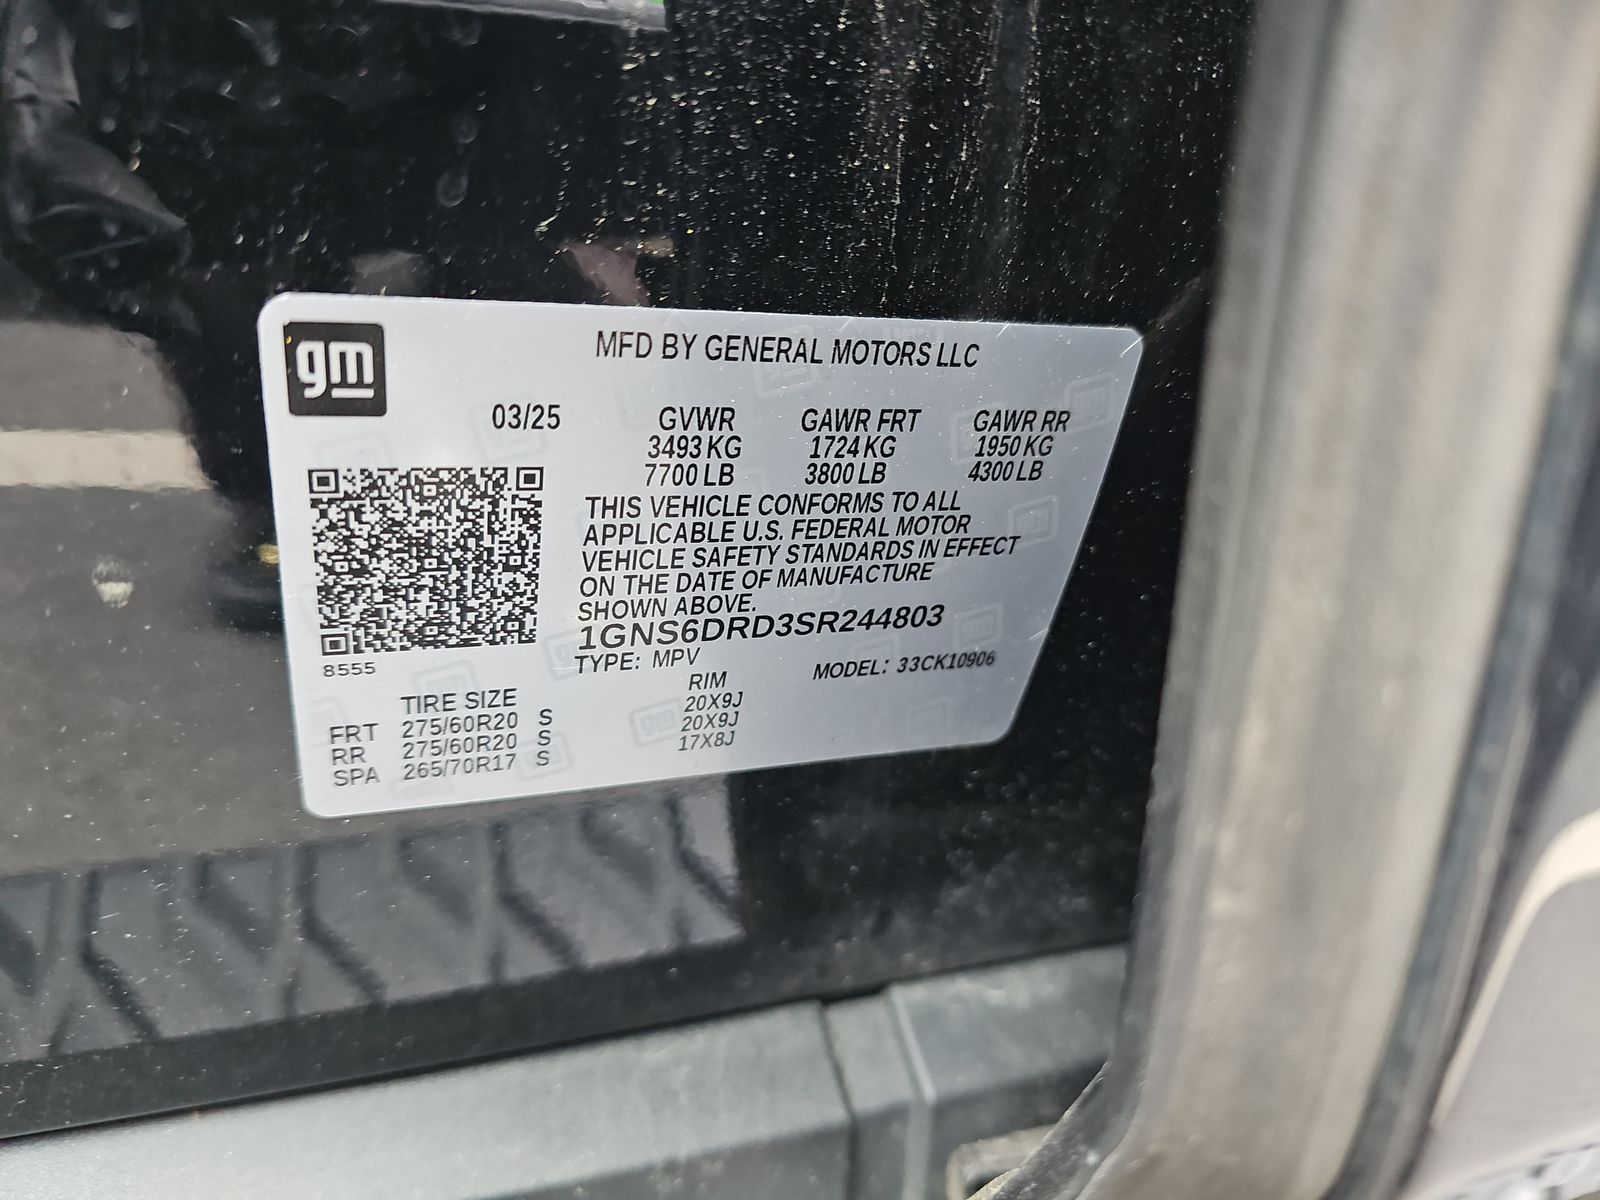 gm
MFD BY GENERAL MOTORS LLC
03/25 GVWR GAWR FRT GAWR RR
3493 KG 1724 KG 1950 KG
7700 LB 3800 LB 4300 LB
THIS VEHICLE CONFORMS TO ALL
APPLICABLE U.S. FEDERAL MOTOR
VEHICLE SAFETY STANDARDS IN EFFECT
ON THE DATE OF MANUFACTURE
SHOWN ABOVE.
1GNS6DRD3SR244803
8555
TYPE: MPV MODEL: 33CK10906
TIRE SIZE RIM
FRT 275/60R20 S 20X9J
RR 275/60R20 S 20X9J
SPA 265/70R17 S 17X8J